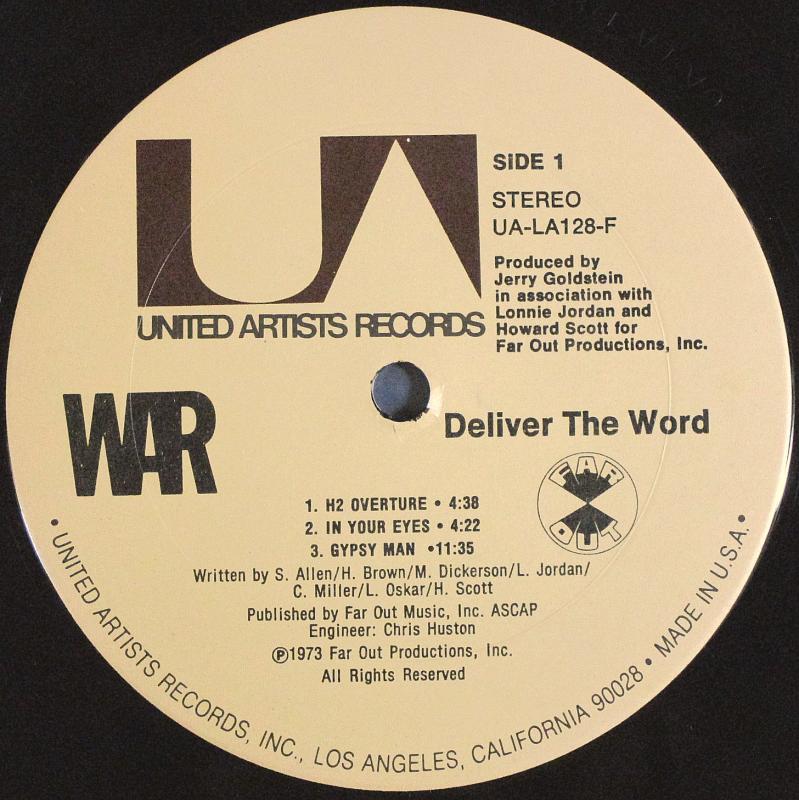 UA
UNITED ARTISTS RECORDS
SIDE 1
STEREO
UA-LA128-F
Produced by
Jerry Goldstein
in association with
Lonnie Jordan and
Howard Scott for
Far Out Productions, Inc.
WAR
Deliver The Word
FAR
OUT
1. H2 OVERTURE • 4:38
2. IN YOUR EYES • 4:22
3. GYPSY MAN •11:35
Written by S. Allen/H. Brown/M. Dickerson/L. Jordan/
C. Miller/L. Oskar/H. Scott
Published by Far Out Music, Inc. ASCAP
Engineer: Chris Huston
℗1973 Far Out Productions, Inc.
All Rights Reserved
• UNITED ARTISTS RECORDS, INC., LOS ANGELES, CALIFORNIA 90028 • MADE IN U.S.A. •